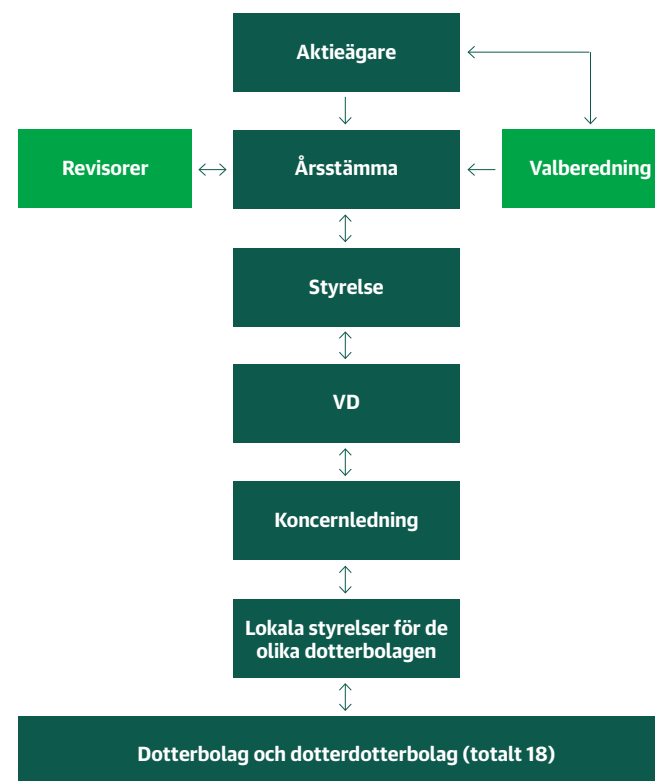 Aktieägare
Revisorer
Årsstämma
Valberedning
Styrelse
VD
Koncernledning
Lokala styrelser för de
olika dotterbolagen
Dotterbolag och dotterdotterbolag (totalt 18)